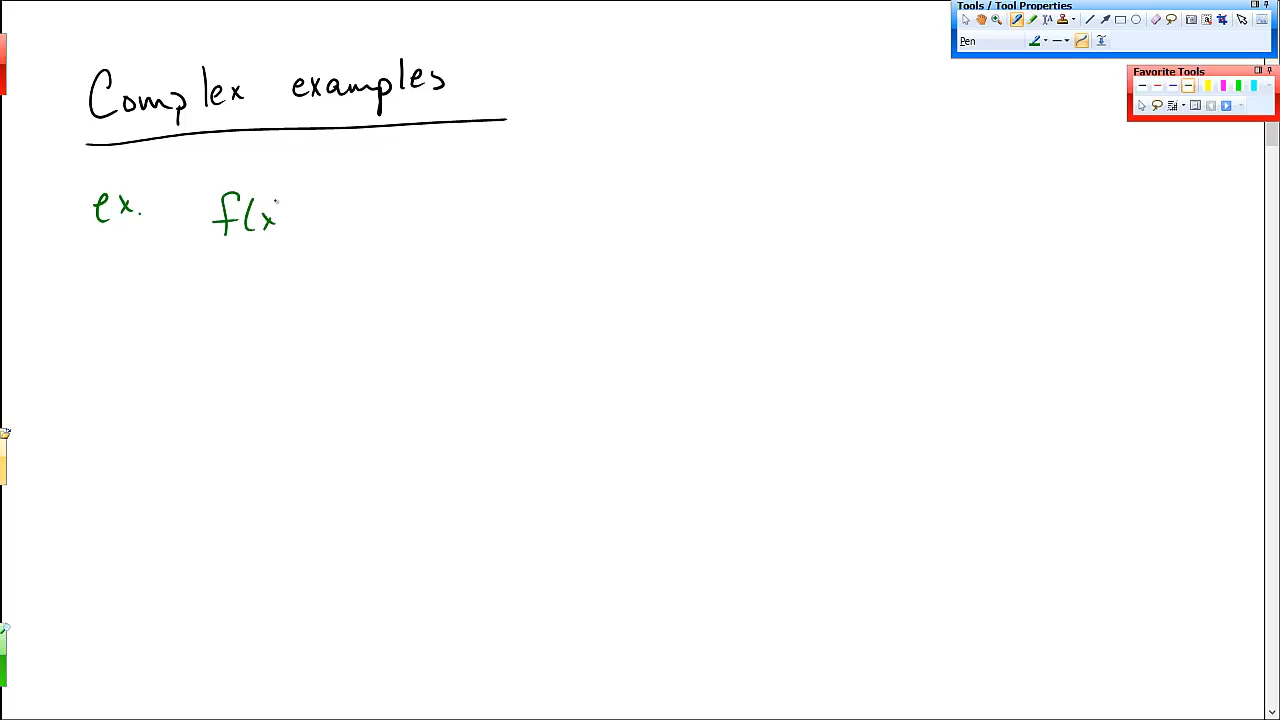 Tools / Tool Properties
Pen
Favorite Tools
Complex examples
ex. f(x